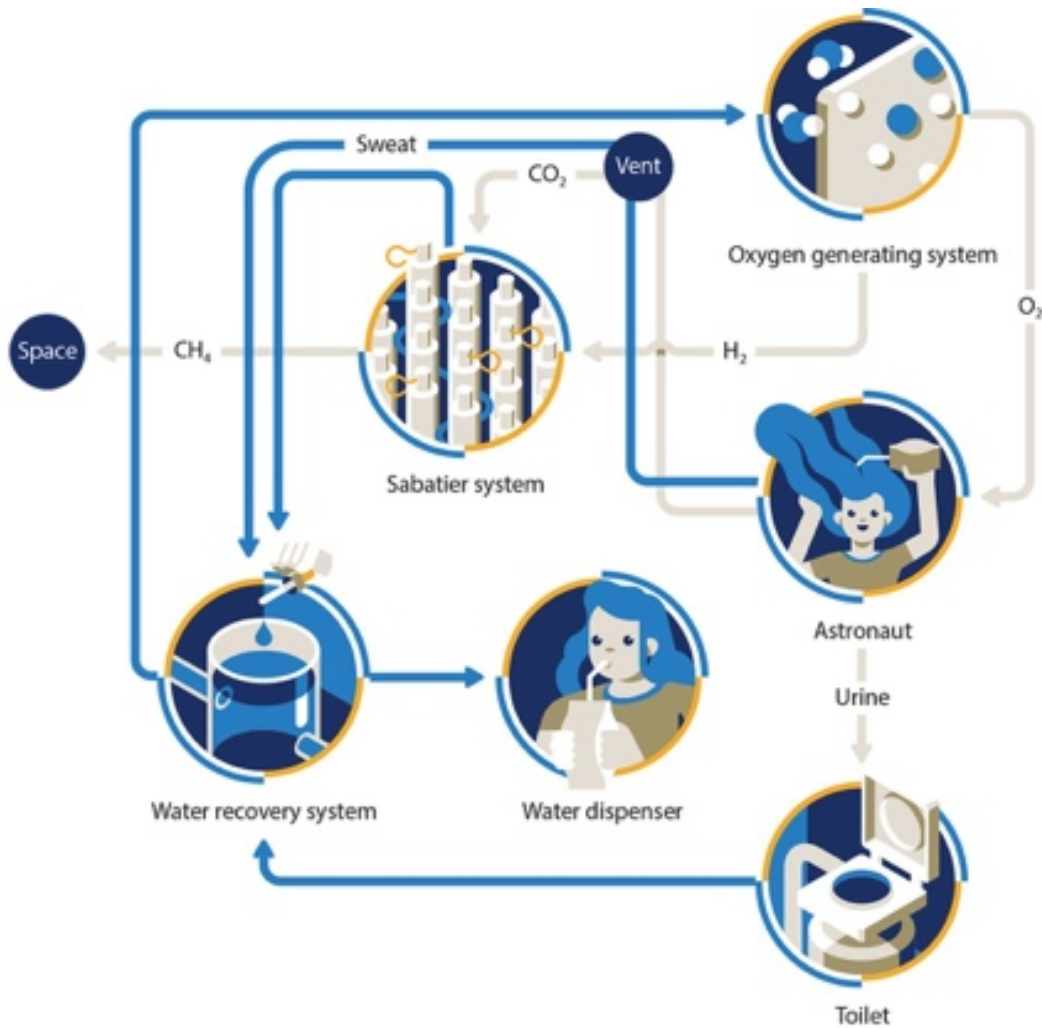 Sweat
Vent
CO₂
Oxygen generating system
O₂
Space
CH₄
H₂
Sabatier system
Astronaut
Urine
Water recovery system
Water dispenser
Toilet